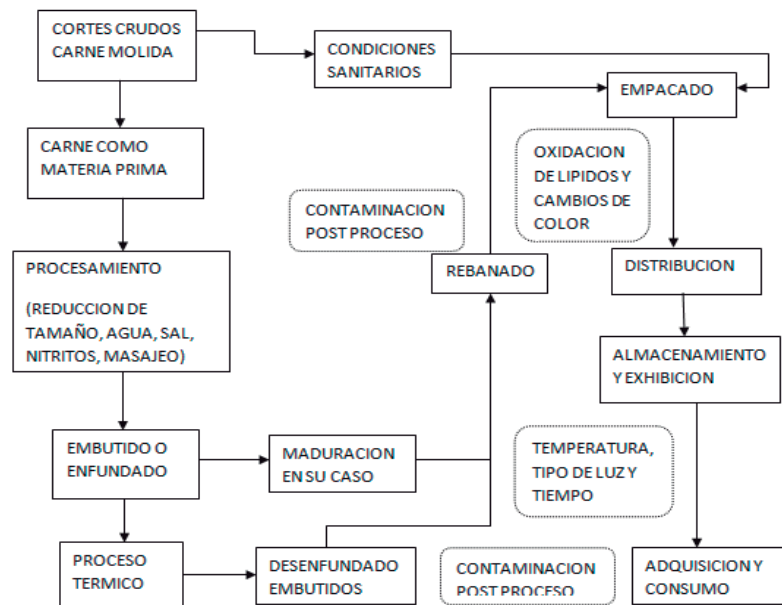 CORTES CRUDOS
CARNE MOLIDA
CONDICIONES
SANITARIOS
EMPACADO
CARNE COMO
MATERIA PRIMA
OXIDACION
DE LIPIDOS Y
CAMBIOS DE
COLOR
CONTAMINACION
POST PROCESO
PROCESAMIENTO
(REDUCCION DE
TAMAÑO, AGUA, SAL,
NITRITOS, MASAJEO)
REBANADO
DISTRIBUCION
ALMACENAMIENTO
Y EXHIBICION
EMBUTIDO O
ENFUNDADO
MADURACION
EN SU CASO
TEMPERATURA,
TIPO DE LUZ Y
TIEMPO
PROCESO
TERMICO
DESENFUNDADO
EMBUTIDOS
CONTAMINACION
POST PROCESO
ADQUISICION Y
CONSUMO